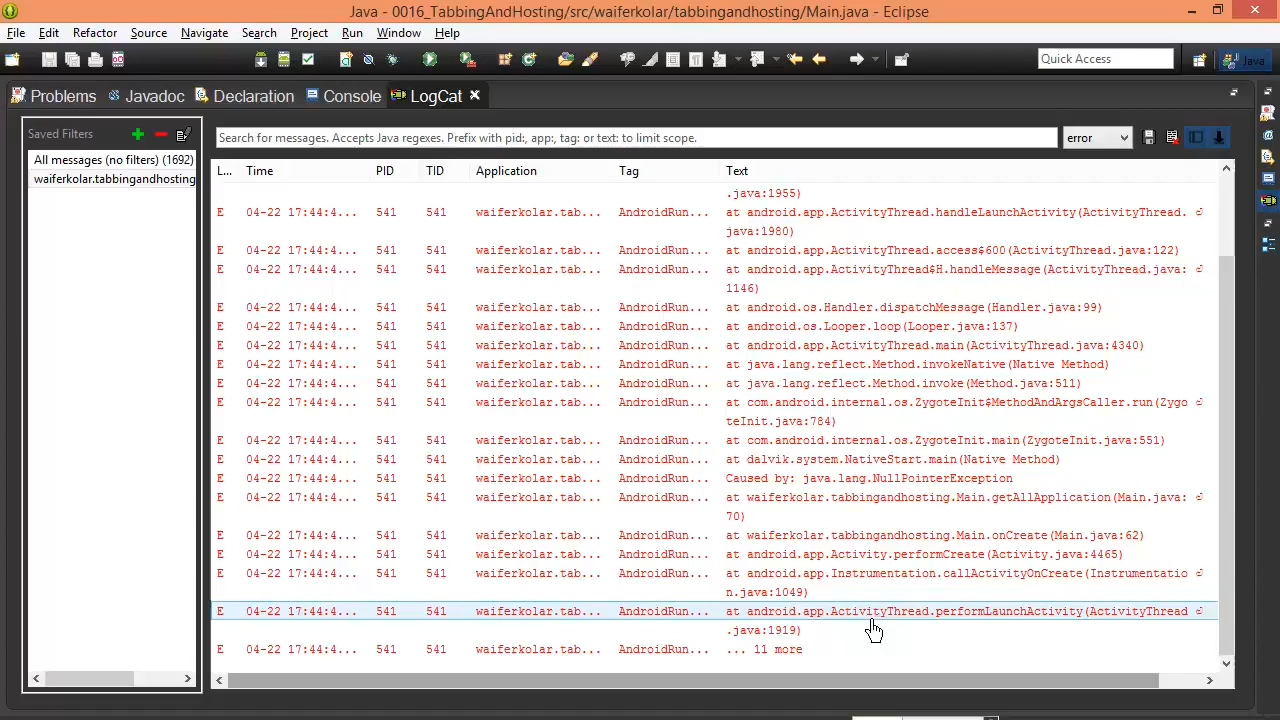 Java - 0016_TabbingAndHosting/src/waiferkolar/tabbingandhosting/Main.java - Eclipse
File Edit Refactor Source Navigate Search Project Run Window Help
Quick Access
Java
Problems Javadoc Declaration Console LogCat
Saved Filters
Search for messages. Accepts Java regexes. Prefix with pid:, app:, tag: or text: to limit scope.
error
All messages (no filters) (1692)
waiferkolar.tabbingandhosting
L... Time PID TID Application Tag Text
.java:1955)
E 04-22 17:44:4... 541 541 waiferkolar.tab... AndroidRun... at android.app.ActivityThread.handleLaunchActivity(ActivityThread.
java:1980)
E 04-22 17:44:4... 541 541 waiferkolar.tab... AndroidRun... at android.app.ActivityThread.access$600(ActivityThread.java:122)
E 04-22 17:44:4... 541 541 waiferkolar.tab... AndroidRun... at android.app.ActivityThread$H.handleMessage(ActivityThread.java:
1146)
E 04-22 17:44:4... 541 541 waiferkolar.tab... AndroidRun... at android.os.Handler.dispatchMessage(Handler.java:99)
E 04-22 17:44:4... 541 541 waiferkolar.tab... AndroidRun... at android.os.Looper.loop(Looper.java:137)
E 04-22 17:44:4... 541 541 waiferkolar.tab... AndroidRun... at android.app.ActivityThread.main(ActivityThread.java:4340)
E 04-22 17:44:4... 541 541 waiferkolar.tab... AndroidRun... at java.lang.reflect.Method.invokeNative(Native Method)
E 04-22 17:44:4... 541 541 waiferkolar.tab... AndroidRun... at java.lang.reflect.Method.invoke(Method.java:511)
E 04-22 17:44:4... 541 541 waiferkolar.tab... AndroidRun... at com.android.internal.os.ZygoteInit$MethodAndArgsCaller.run(Zygo
teInit.java:784)
E 04-22 17:44:4... 541 541 waiferkolar.tab... AndroidRun... at com.android.internal.os.ZygoteInit.main(ZygoteInit.java:551)
E 04-22 17:44:4... 541 541 waiferkolar.tab... AndroidRun... at dalvik.system.NativeStart.main(Native Method)
E 04-22 17:44:4... 541 541 waiferkolar.tab... AndroidRun... Caused by: java.lang.NullPointerException
E 04-22 17:44:4... 541 541 waiferkolar.tab... AndroidRun... at waiferkolar.tabbingandhosting.Main.getAllApplication(Main.java:
70)
E 04-22 17:44:4... 541 541 waiferkolar.tab... AndroidRun... at waiferkolar.tabbingandhosting.Main.onCreate(Main.java:62)
E 04-22 17:44:4... 541 541 waiferkolar.tab... AndroidRun... at android.app.Activity.performCreate(Activity.java:4465)
E 04-22 17:44:4... 541 541 waiferkolar.tab... AndroidRun... at android.app.Instrumentation.callActivityOnCreate(Instrumentatio
n.java:1049)
E 04-22 17:44:4... 541 541 waiferkolar.tab... AndroidRun... at android.app.ActivityThread.performLaunchActivity(ActivityThread
.java:1919)
E 04-22 17:44:4... 541 541 waiferkolar.tab... AndroidRun... ... 11 more